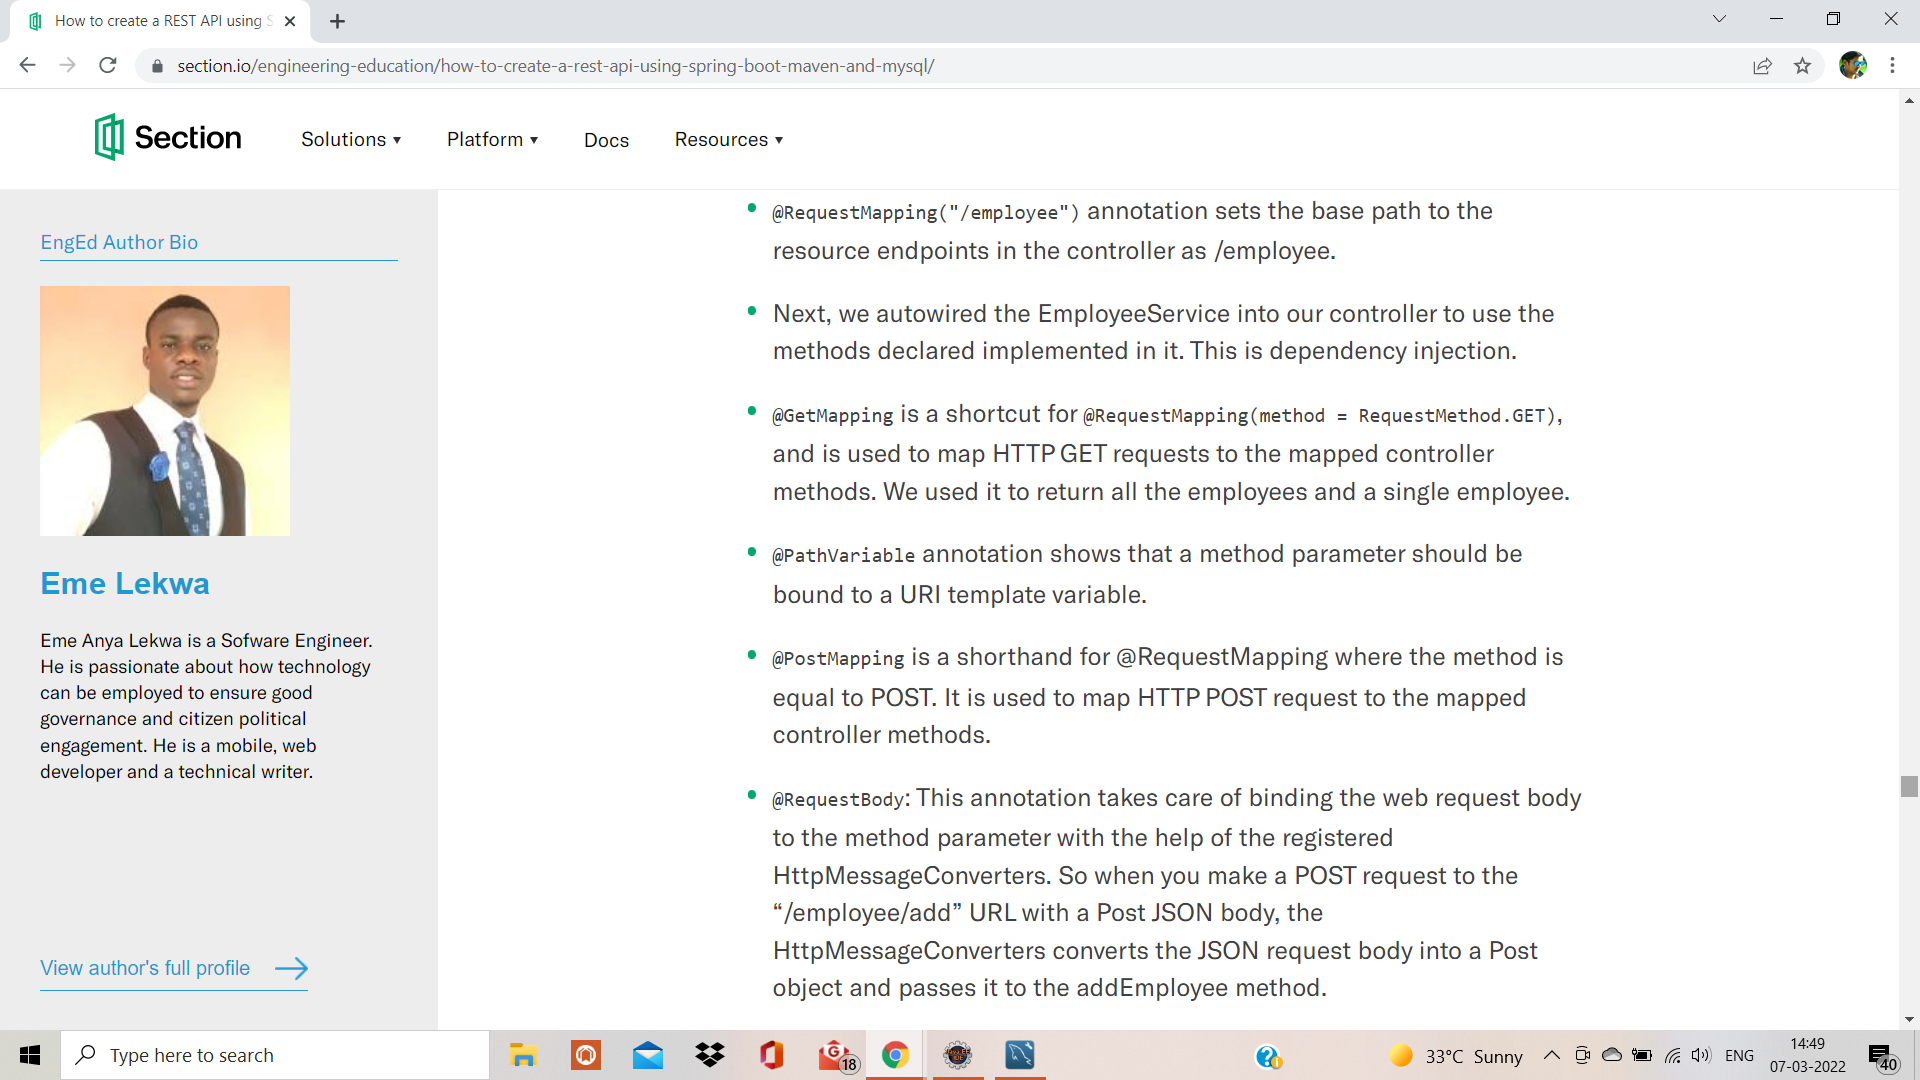 How to create a REST API using S
section.io/engineering-education/how-to-create-a-rest-api-using-spring-boot-maven-and-mysql/
Section
Solutions ▾ Platform ▾ Docs Resources ▾
EngEd Author Bio
Eme Lekwa
Eme Anya Lekwa is a Sofware Engineer.
He is passionate about how technology
can be employed to ensure good
governance and citizen political
engagement. He is a mobile, web
developer and a technical writer.
View author's full profile
@RequestMapping("/employee") annotation sets the base path to the
resource endpoints in the controller as /employee.
Next, we autowired the EmployeeService into our controller to use the
methods declared implemented in it. This is dependency injection.
@GetMapping is a shortcut for @RequestMapping(method = RequestMethod.GET),
and is used to map HTTP GET requests to the mapped controller
methods. We used it to return all the employees and a single employee.
@PathVariable annotation shows that a method parameter should be
bound to a URI template variable.
@PostMapping is a shorthand for @RequestMapping where the method is
equal to POST. It is used to map HTTP POST request to the mapped
controller methods.
@RequestBody: This annotation takes care of binding the web request body
to the method parameter with the help of the registered
HttpMessageConverters. So when you make a POST request to the
“/employee/add” URL with a Post JSON body, the
HttpMessageConverters converts the JSON request body into a Post
object and passes it to the addEmployee method.
Type here to search
18
33°C Sunny
ENG
14:49
07-03-2022
40